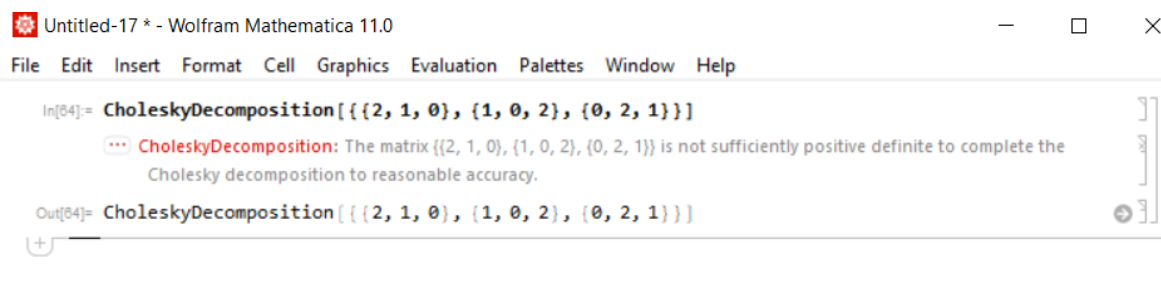 Untitled-17 * - Wolfram Mathematica 11.0
File Edit Insert Format Cell Graphics Evaluation Palettes Window Help
In[64]:= CholeskyDecomposition[{{2, 1, 0}, {1, 0, 2}, {0, 2, 1}}]
CholeskyDecomposition: The matrix {{2, 1, 0}, {1, 0, 2}, {0, 2, 1}} is not sufficiently positive definite to complete the
Cholesky decomposition to reasonable accuracy.
Out[64]= CholeskyDecomposition[{{2, 1, 0}, {1, 0, 2}, {0, 2, 1}}]